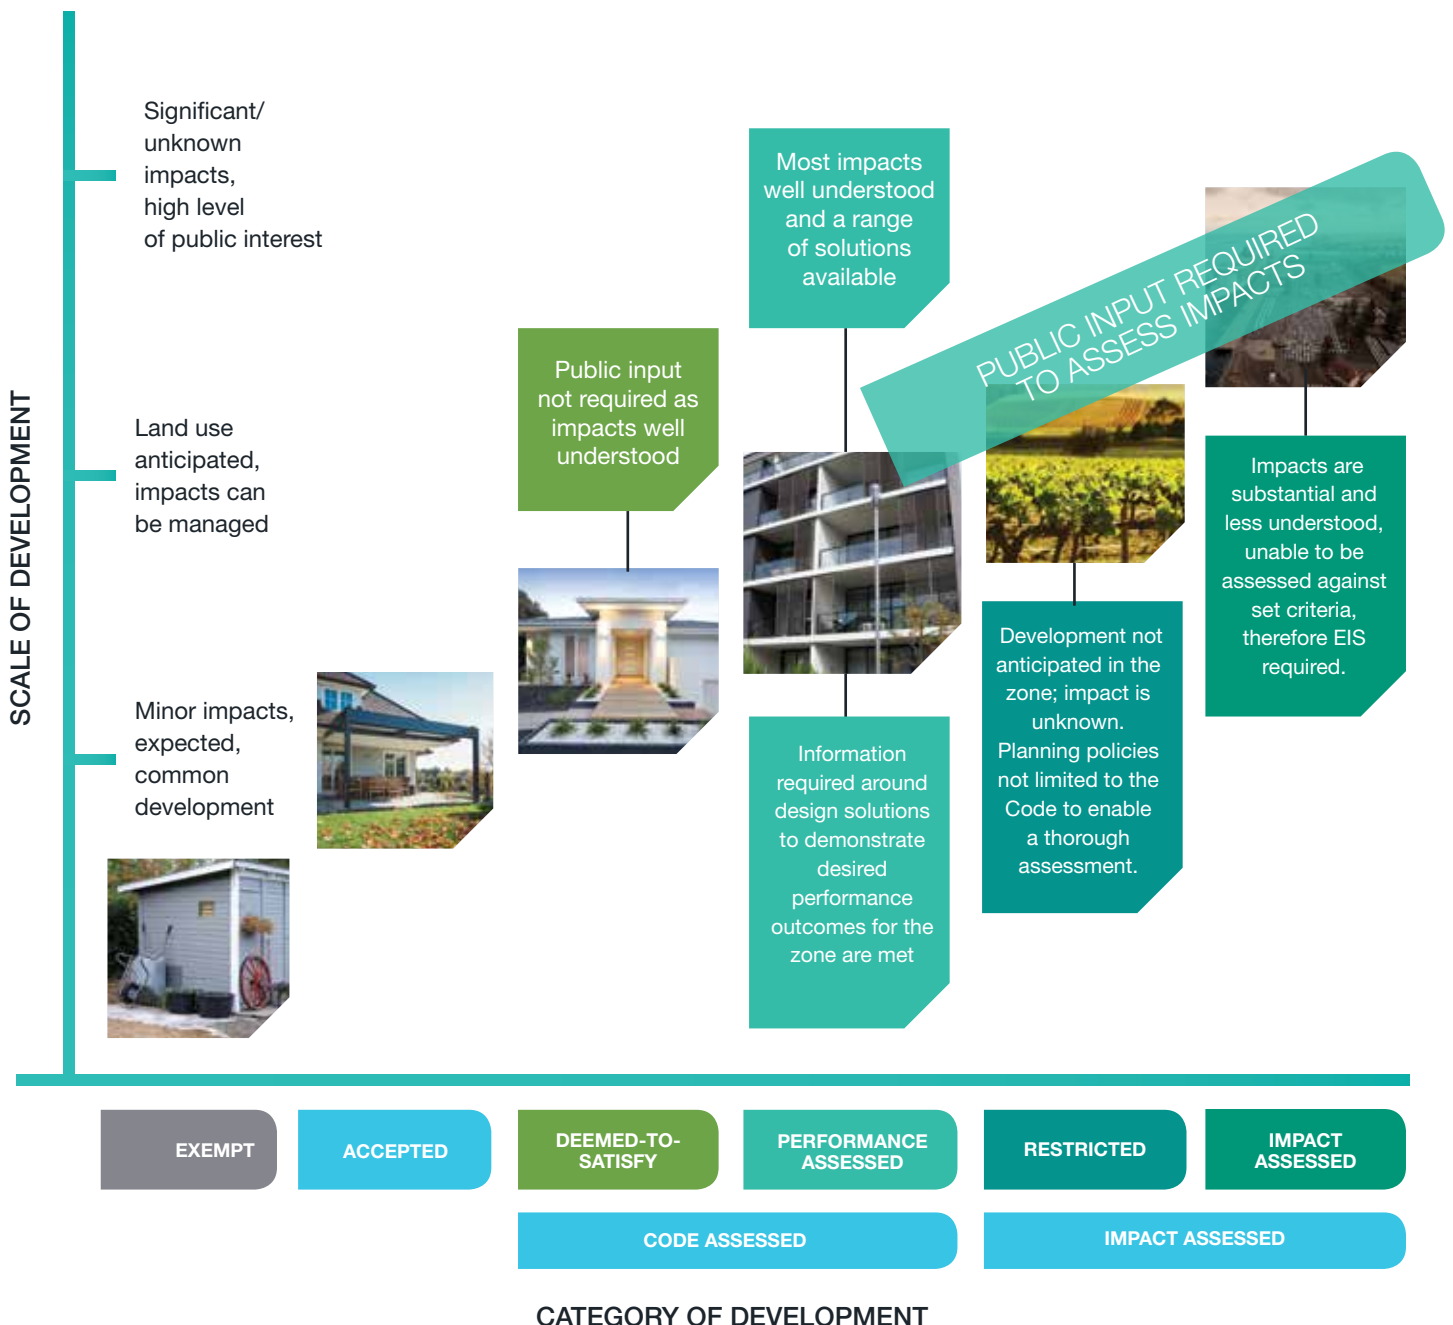 SCALE OF DEVELOPMENT
Significant/
unknown
impacts,
high level
of public interest
Land use
anticipated,
impacts can
be managed
Minor impacts,
expected,
common
development
Public input
not required as
impacts well
understood
Most impacts
well understood
and a range
of solutions
available
Information
required around
design solutions
to demonstrate
desired
performance
outcomes for the
zone are met
PUBLIC INPUT REQUIRED
TO ASSESS IMPACTS
Development not
anticipated in the
zone; impact is
unknown.
Planning policies
not limited to the
Code to enable
a thorough
assessment.
Impacts are
substantial and
less understood,
unable to be
assessed against
set criteria,
therefore EIS
required.
EXEMPT
ACCEPTED
DEEMED-TO-
SATISFY
PERFORMANCE
ASSESSED
RESTRICTED
IMPACT
ASSESSED
CODE ASSESSED
IMPACT ASSESSED
CATEGORY OF DEVELOPMENT